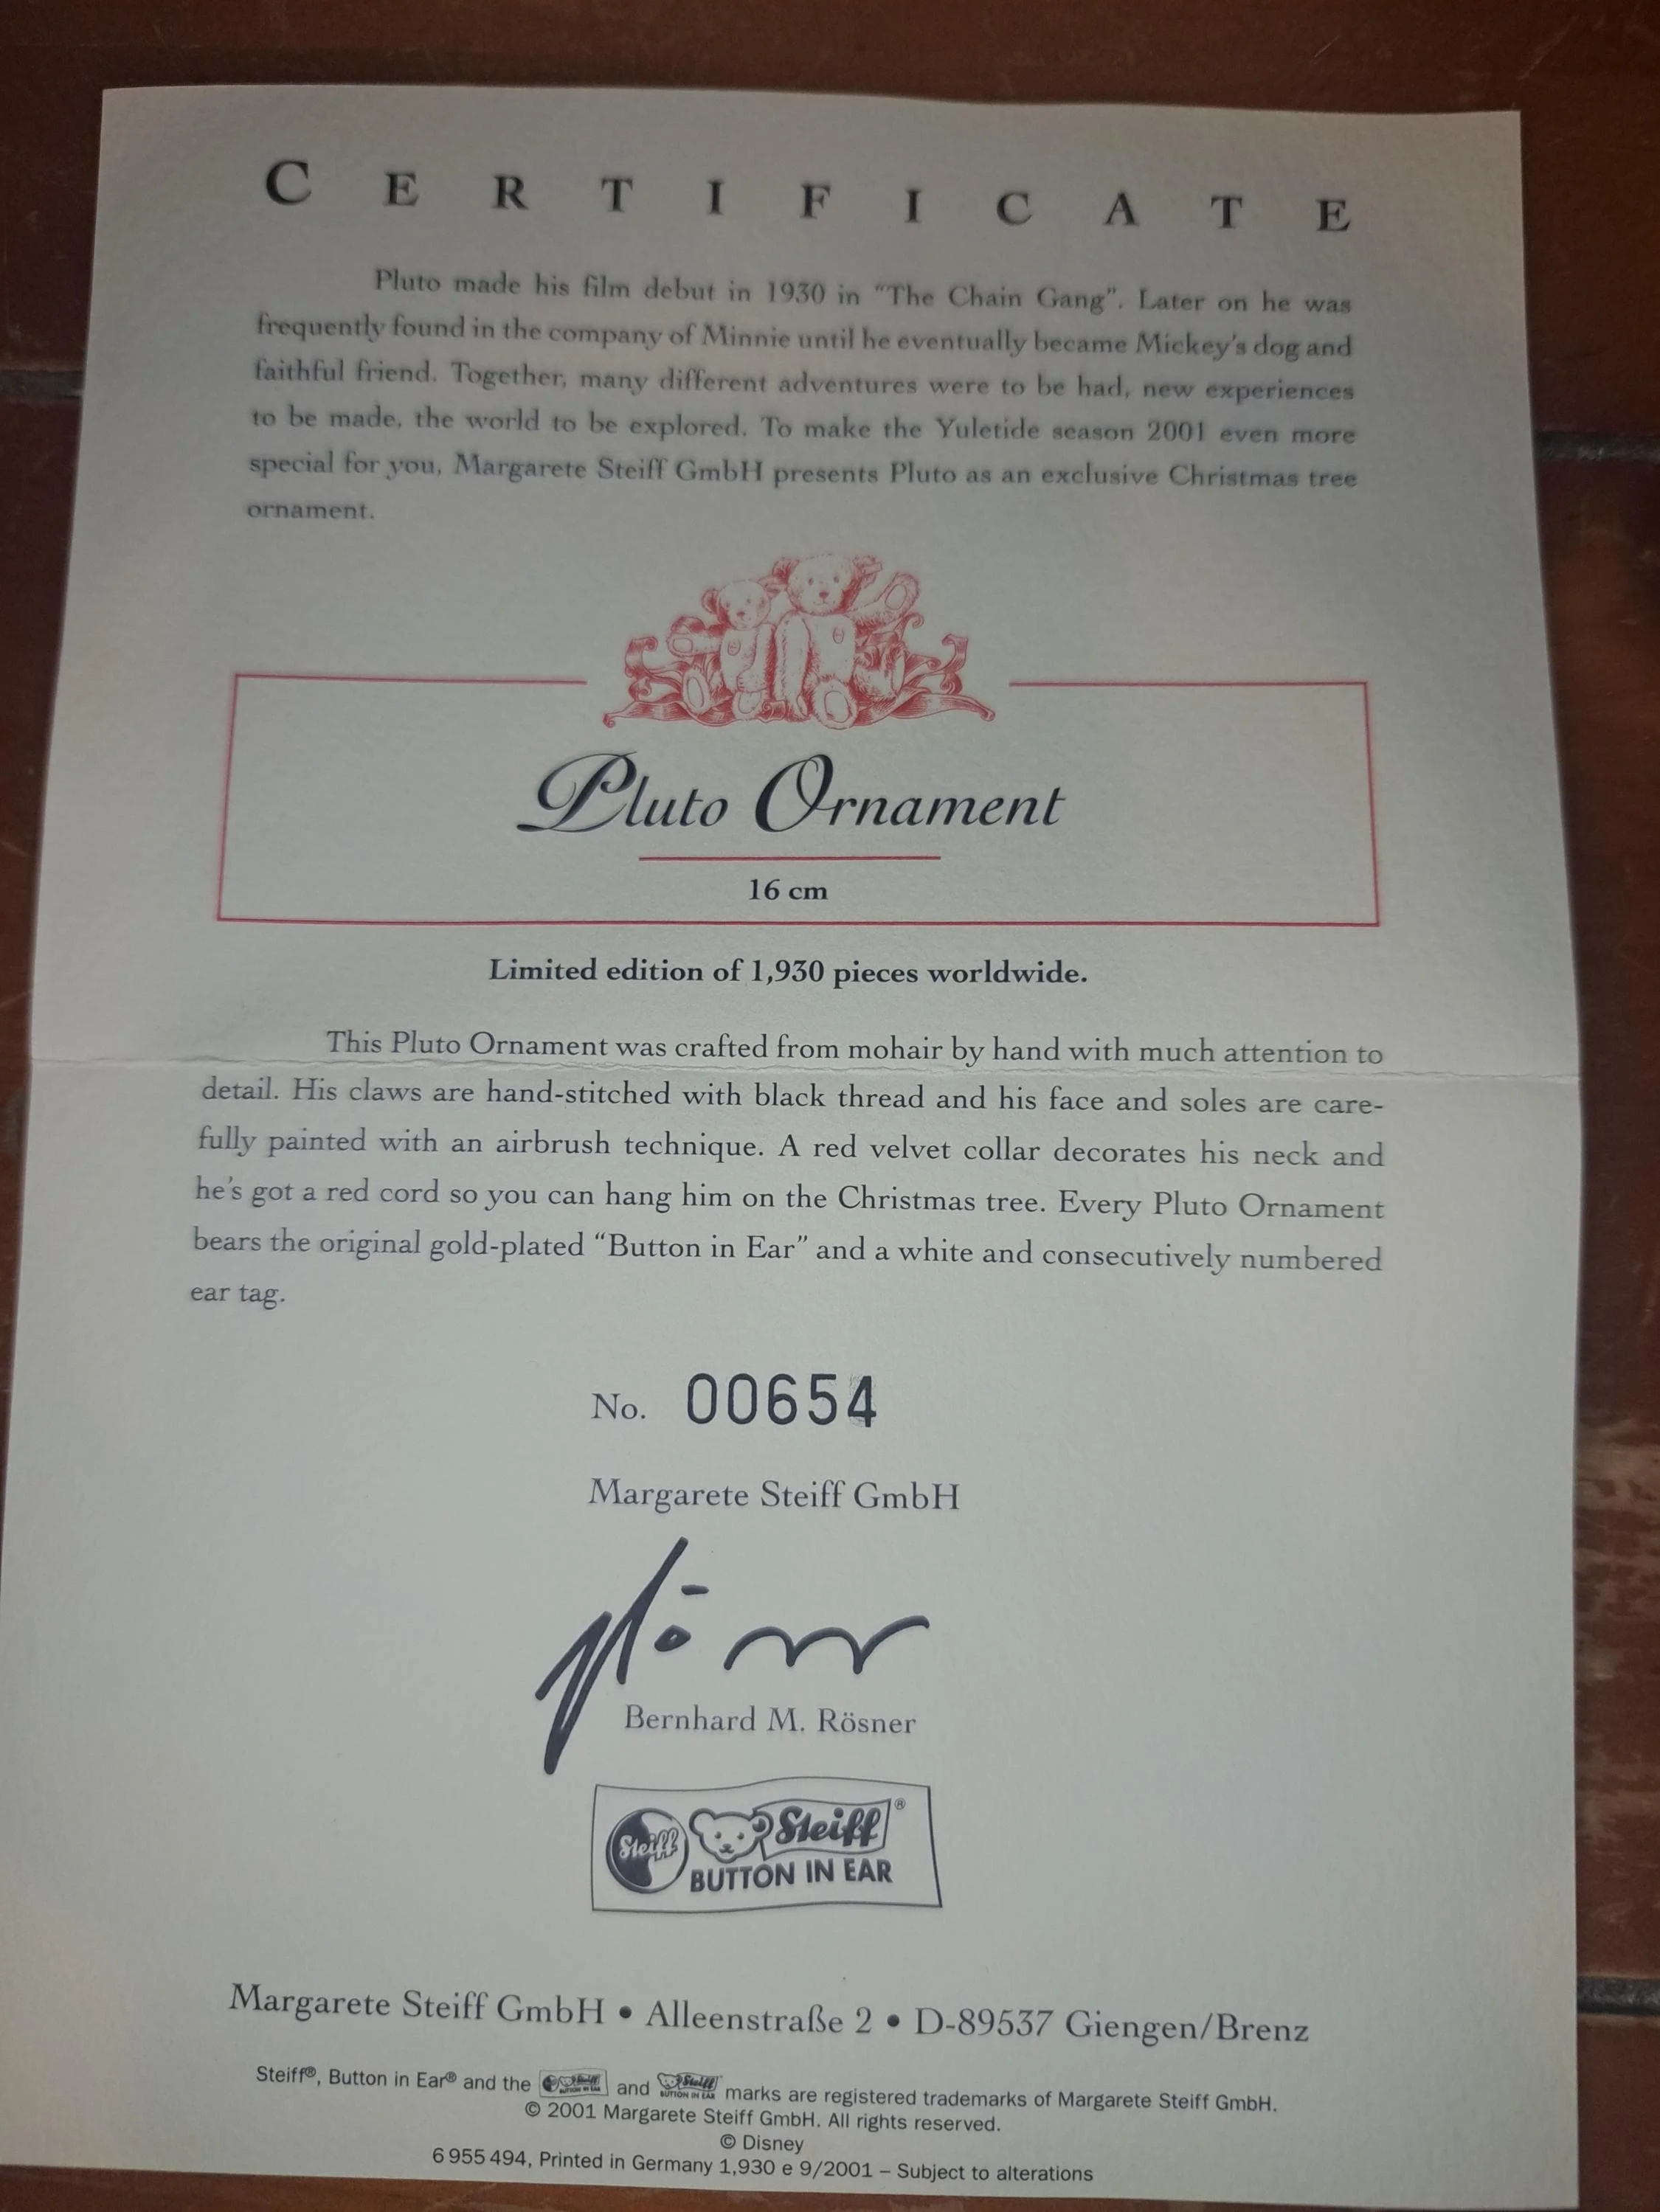 CERTIFICATE
Pluto made his film debut in 1930 in "The Chain Gang". Later on he was
frequently found in the company of Minnie until he eventually became Mickey's dog and
faithful friend. Together, many different adventures were to be had, new experiences
to be made, the world to be explored. To make the Yuletide season 2001 even more
special for you, Margarete Steiff GmbH presents Pluto as an exclusive Christmas tree
ornament.
Pluto Ornament
16 cm
Limited edition of 1,930 pieces worldwide.
This Pluto Ornament was crafted from mohair by hand with much attention to
detail. His claws are hand-stitched with black thread and his face and soles are care-
fully painted with an airbrush technique. A red velvet collar decorates his neck and
he's got a red cord so you can hang him on the Christmas tree. Every Pluto Ornament
bears the original gold-plated "Button in Ear" and a white and consecutively numbered
ear tag.
No. 00654
Margarete Steiff GmbH
Bernhard M. Rösner
Steiff Steiff®
BUTTON IN EAR
Margarete Steiff GmbH • Alleenstraße 2 • D-89537 Giengen/Brenz
Steiff®, Button in Ear® and the Steiff BUTTON IN EAR and Steiff BUTTON IN EAR marks are registered trademarks of Margarete Steiff GmbH.
© 2001 Margarete Steiff GmbH. All rights reserved.
© Disney
6 955 494, Printed in Germany 1,930 e 9/2001 – Subject to alterations